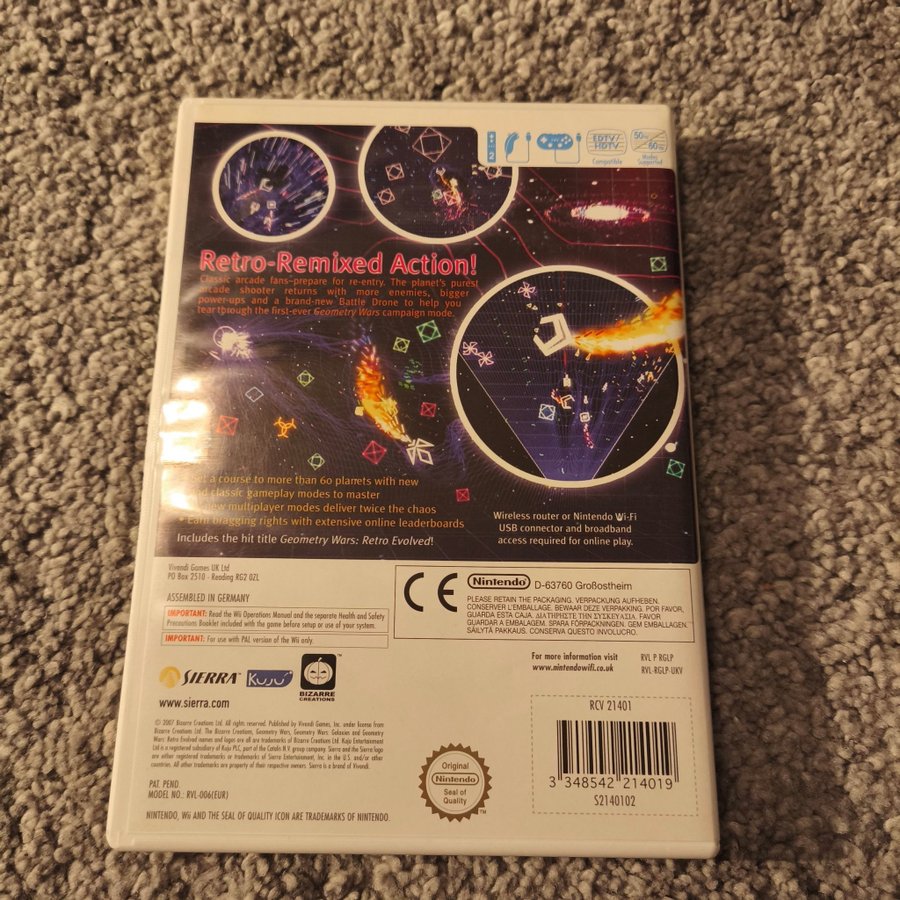 EDTV/
HDTV
Compatible
50Hz
60Hz
Modes
Supported
Retro-Remixed Action!
Classic arcade fans–prepare for re-entry. The planet's purest
arcade shooter returns with more enemies, bigger
power-ups and a brand-new Battle Drone to help you
tear through the first-ever Geometry Wars campaign mode.
Set a course to more than 60 planets with new
and classic gameplay modes to master
new multiplayer modes deliver twice the chaos
• Earn bragging rights with extensive online leaderboards
Includes the hit title Geometry Wars: Retro Evolved!
Wireless router or Nintendo Wi-Fi
USB connector and broadband
access required for online play.
Vivendi Games UK Ltd
PO Box 2510 - Reading RG2 0ZL
ASSEMBLED IN GERMANY
IMPORTANT: Read the Wii Operations Manual and the separate Health and Safety
Precautions Booklet included with the game before setup or use of your system.
IMPORTANT: For use with PAL version of the Wii only.
CE
Nintendo D-63760 Großostheim
PLEASE RETAIN THE PACKAGING. VERPACKUNG AUFHEBEN.
CONSERVER L'EMBALLAGE. BEWAAR DEZE VERPAKKING. POR FAVOR,
GUARDA ESTA CAJA. ΔΙΑΤΗΡΗΣΤΕ ΤΗΝ ΣΥΣΚΕΥΑΣΙΑ. FAVOR
GUARDAR A EMBALAGEM. SPARA FÖRPACKNINGEN. GEM EMBALLAGEN
SÄILYTÄ PAKKAUS. CONSERVA QUESTO INVOLUCRO.
For more information visit
www.nintendowifi.co.uk
RVL P RGLP
RVL-RGLP-UKV
SIERRA™
Kuju
BIZARRE
CREATIONS
™
www.sierra.com
© 2007 Bizarre Creations Ltd. All rights reserved. Published by Vivendi Games, Inc. under license from
Bizarre Creations Ltd. The Bizarre Creations, Geometry Wars, Geometry Wars: Galaxies and Geometry
Wars: Retro Evolved names and logos are all are trademarks of Bizarre Creations Ltd. Kuju Entertainment
Ltd is a registered subsidiary of Kuju PLC, part of the Catalis N.V. group company. Sierra and the Sierra logo
are either registered trademarks or trademarks of Sierra Entertainment, Inc. in the U.S. and/or other
countries. All other trademarks are property of their respective owners. Sierra is a brand of Vivendi.
PAT. PEND.
MODEL NO.: RVL-006(EUR)
NINTENDO, Wii AND THE SEAL OF QUALITY ICON ARE TRADEMARKS OF NINTENDO.
Original
Nintendo
Seal of
Quality
™
RCV 21401
3 348542 214019
S2140102